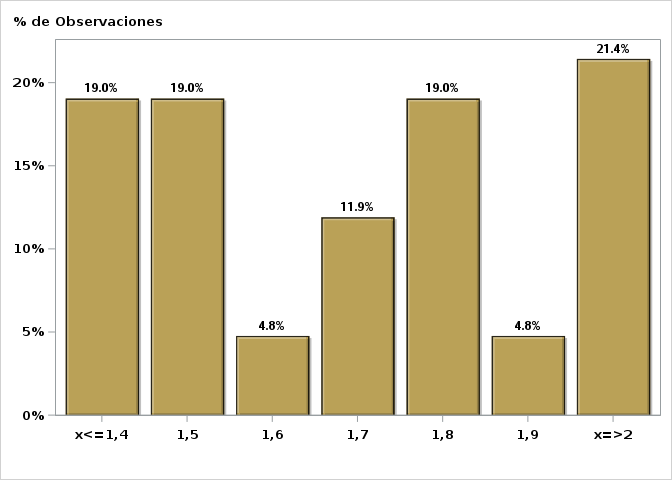 % de Observaciones
21.4%
20%
19.0% 19.0% 19.0%
15%
11.9%
10%
5%
4.8% 4.8%
0%
x<=1,4 1,5 1,6 1,7 1,8 1,9 x=>2